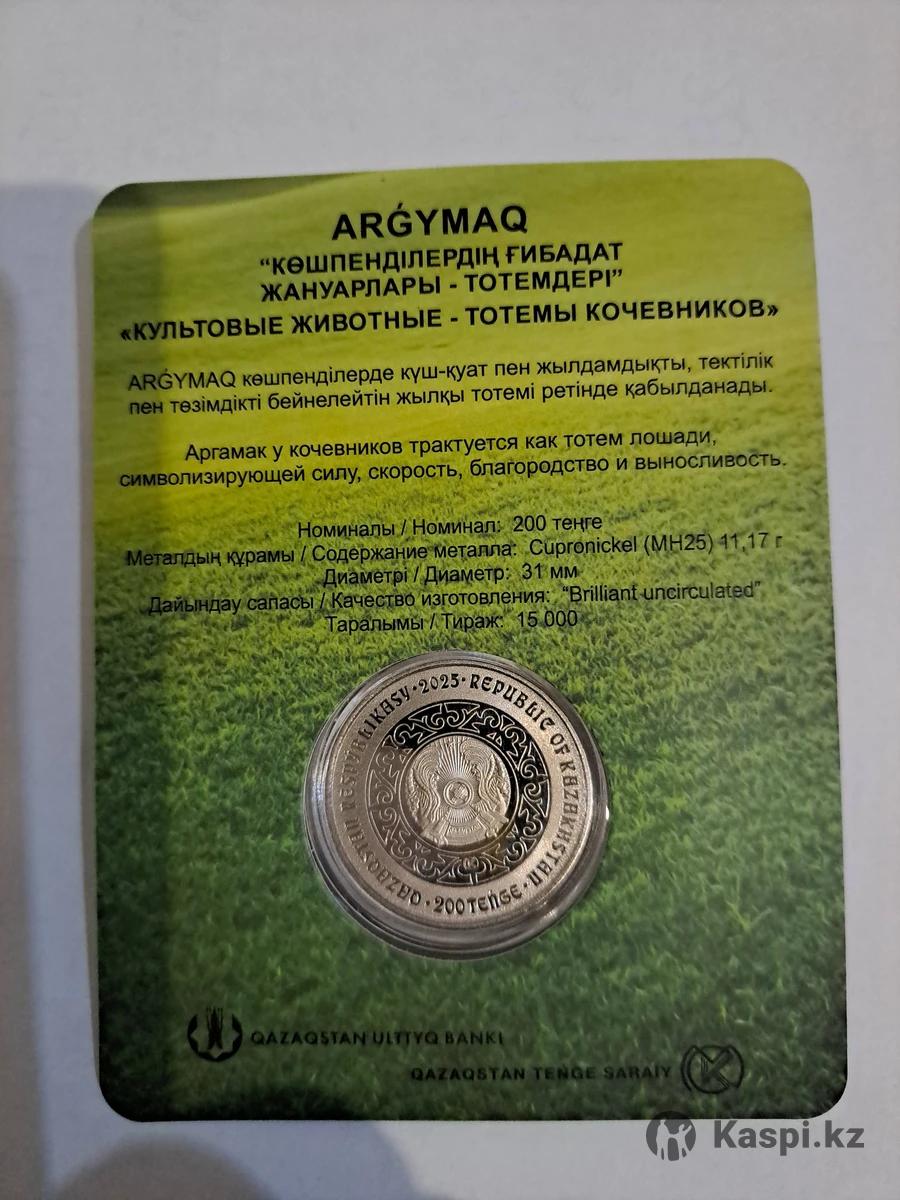 ARǴYMAQ
“КӨШПЕНДІЛЕРДІҢ ҒИБАДАТ
ЖАНУАРЛАРЫ - ТОТЕМДЕРІ”
«КУЛЬТОВЫЕ ЖИВОТНЫЕ - ТОТЕМЫ КОЧЕВНИКОВ»
ARǴYMAQ көшпенділерде күш-қуат пен жылдамдықты, тектілік
пен төзімдікті бейнелейтін жылқы тотемі ретінде қабылданады.
Аргамак у кочевников трактуется как тотем лошади,
символизирующей силу, скорость, благородство и выносливость.
Номиналы / Номинал: 200 теңге
Металдың құрамы / Содержание металла: Cupronickel (МН25) 11,17 г
Диаметрі / Диаметр: 31 мм
Дайындау сапасы / Качество изготовления: “Brilliant uncirculated”
Таралымы / Тираж: 15 000
QAZAQSTAN RESPÝBLIKASY · 2025 · REPUBLIC OF KAZAKHSTAN · 200 TEŃGE ·
QAZAQSTAN ULTTYQ BANKI
QAZAQSTAN TEŃGE SARAIY
Kaspi.kz